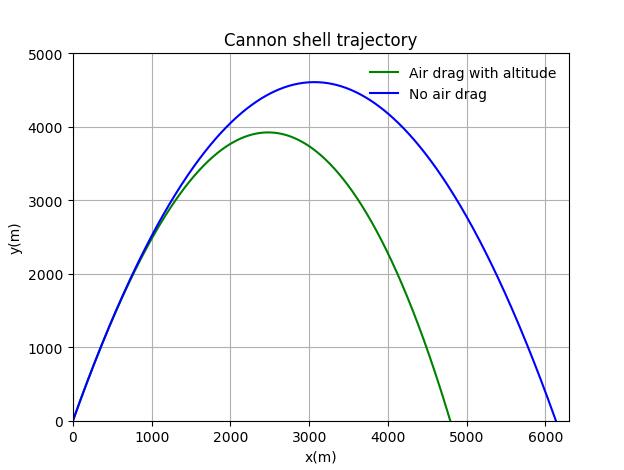 Cannon shell trajectory
Air drag with altitude
No air drag
y(m)
5000
4000
3000
2000
1000
0
0 1000 2000 3000 4000 5000 6000
x(m)